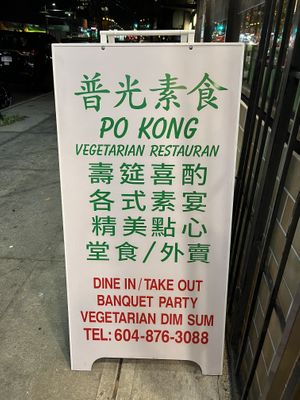 普光素食
PO KONG
VEGETARIAN RESTAURAN
壽筵喜酌
各式素宴
精美點心
堂食/外賣
DINE IN/TAKE OUT
BANQUET PARTY
VEGETARIAN DIM SUM
TEL: 604-876-3088